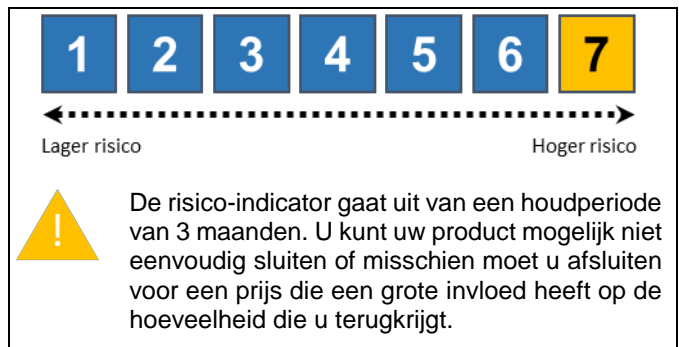 1 2 3 4 5 6 7
Lager risico Hoger risico
!
De risico-indicator gaat uit van een houdperiode
van 3 maanden. U kunt uw product mogelijk niet
eenvoudig sluiten of misschien moet u afsluiten
voor een prijs die een grote invloed heeft op de
hoeveelheid die u terugkrijgt.